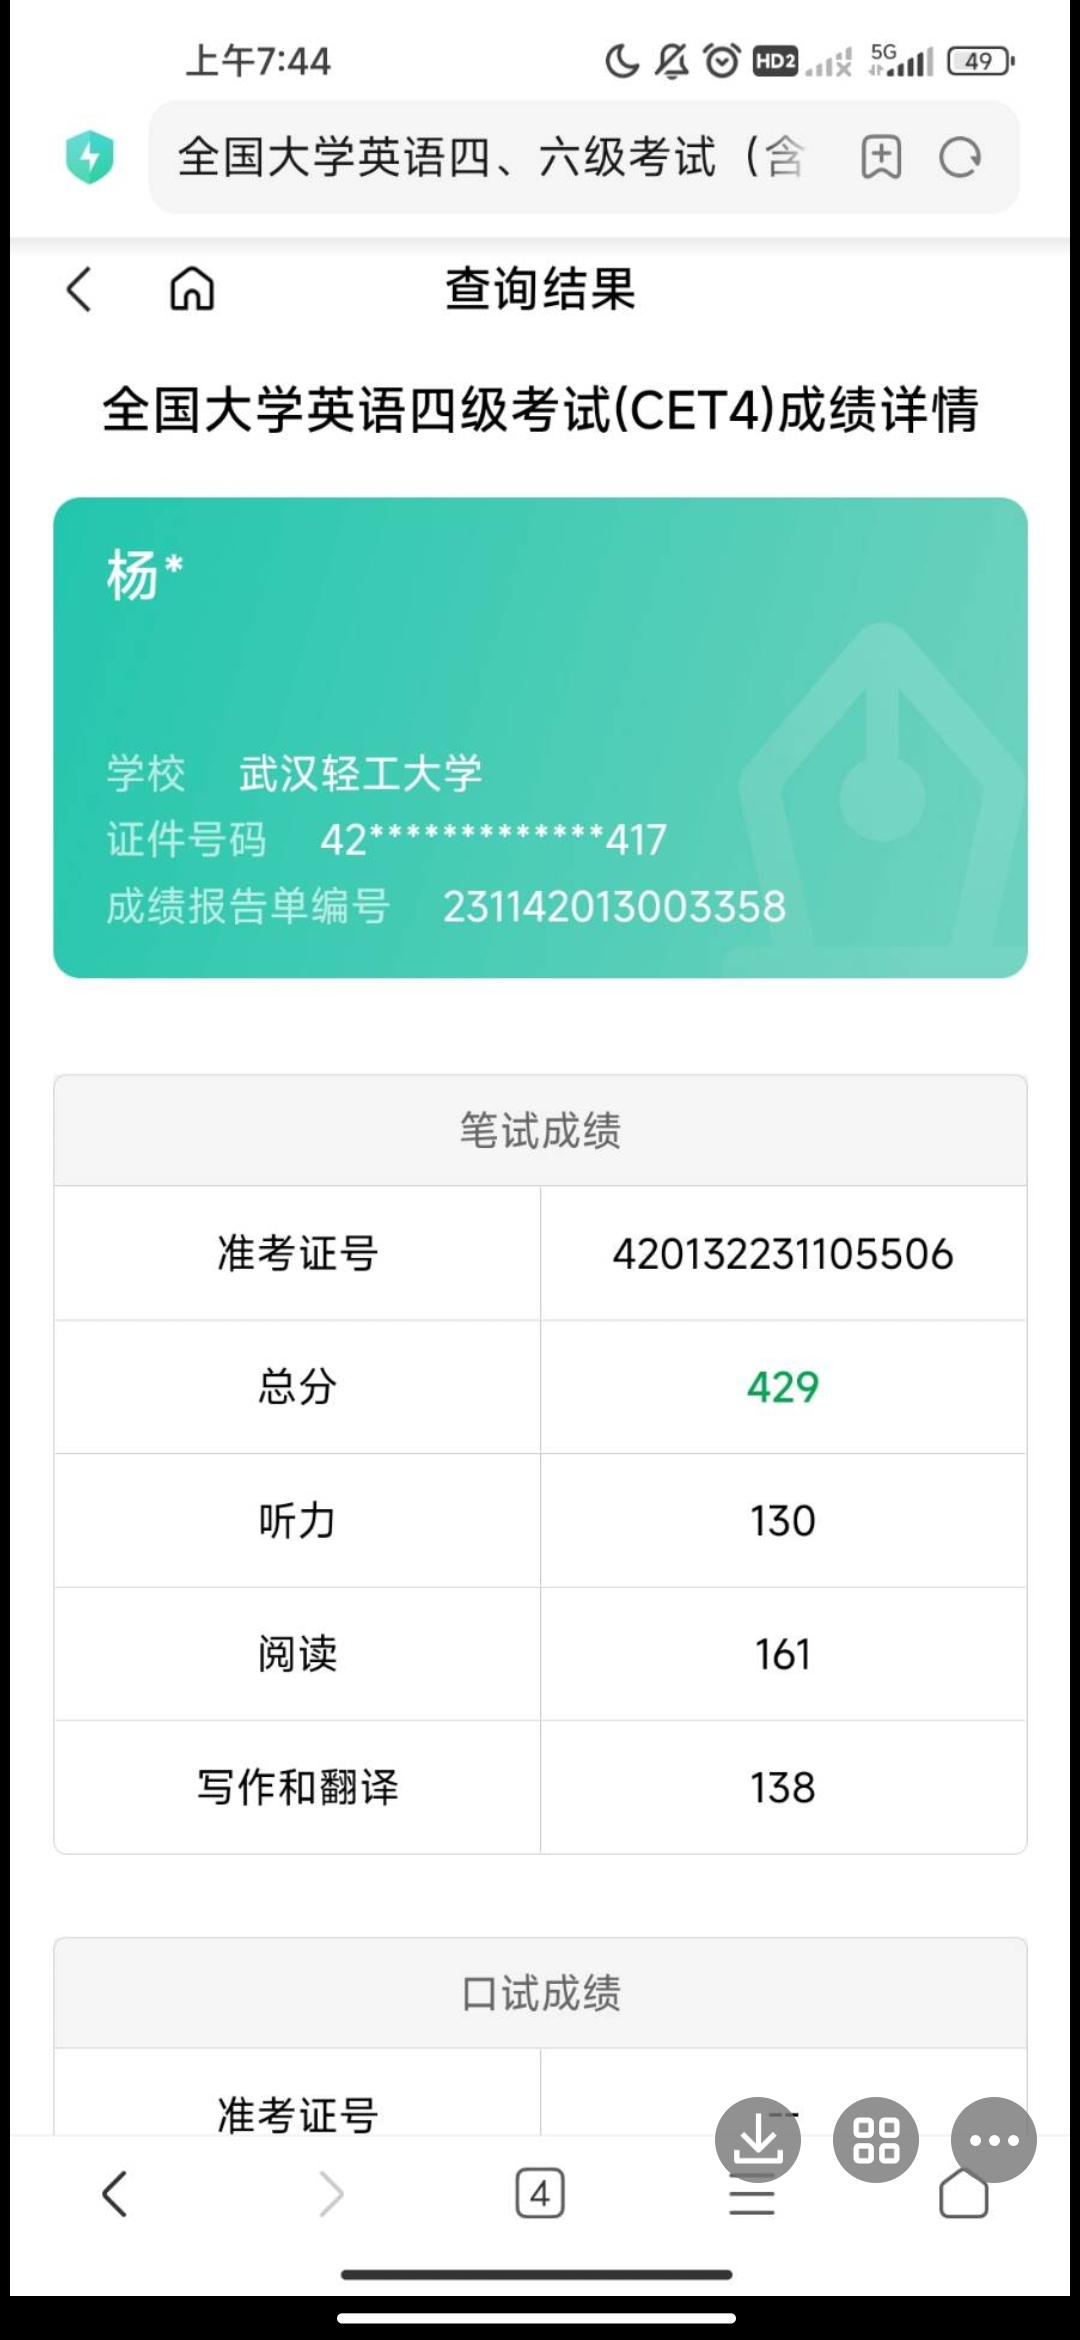 上午7:44
HD2
5G
49
全国大学英语四、六级考试（含
查询结果
全国大学英语四级考试(CET4)成绩详情
杨*
学校 武汉轻工大学
证件号码 42*************417
成绩报告单编号 231142013003358
笔试成绩
准考证号 420132231105506
总分 429
听力 130
阅读 161
写作和翻译 138
口试成绩
准考证号 --
4